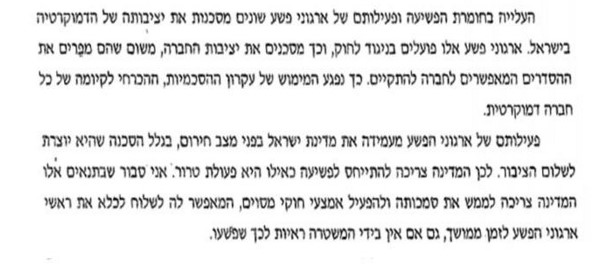 העלייה בחומרת הפשיעה ופעילותם של ארגוני פשע שונים מסכנות את יציבותה של הדמוקרטיה
בישראל. ארגוני פשע אלו פועלים בניגוד לחוק, וכך מסכנים את יציבות החברה, משום שהם מפֵרים את
ההסדרים המאפשרים לחברה להתקיים. כך נפגע המימוש של עקרון ההסכמיות, ההכרחי לקיומה של כל
חברה דמוקרטית.
פעילותם של ארגוני הפשע מעמידה את מדינת ישראל בפני מצב חירום, בגלל הסכנה שהיא יוצרת
לשלום הציבור. לכן המדינה צריכה להתייחס לפשיעה כאילו היא פעולת טרור. אני סבור שבתנאים אלו
המדינה צריכה לממש את סמכותה ולהפעיל אמצעי חוקי מסוים, המאפשר לה לשלוח לכלא את ראשי
ארגוני הפשע לזמן ממושך, גם אם אין בידי המשטרה ראיות לכך שפשעו.